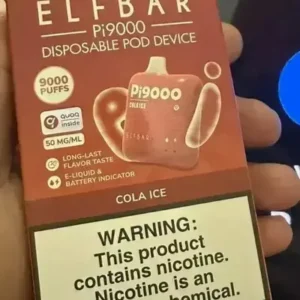 ELFBAR
Pi9000
DISPOSABLE POD DEVICE
9000
PUFFS
QUAQ
inside
50 MG/ML
LONG-LAST
FLAVOR TASTE
E-LIQUID &
BATTERY INDICATOR
Pi9000
COLA ICE
ELFBAR
COLA ICE
WARNING:
This product
contains nicotine.
Nicotine is an
chemical.